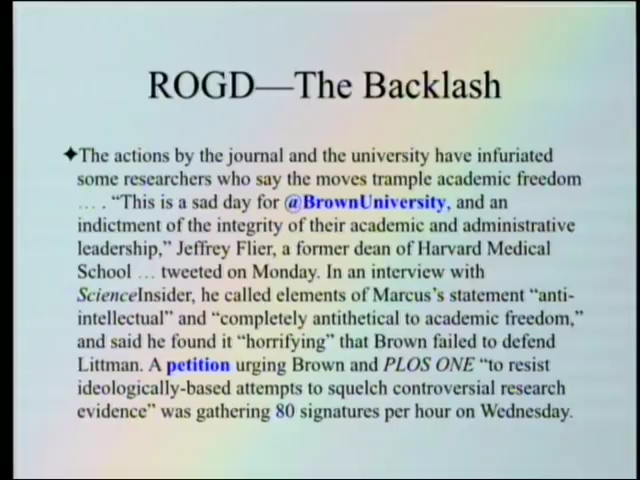 ROGD—The Backlash
✦The actions by the journal and the university have infuriated
some researchers who say the moves trample academic freedom
… . “This is a sad day for @BrownUniversity, and an
indictment of the integrity of their academic and administrative
leadership,” Jeffrey Flier, a former dean of Harvard Medical
School … tweeted on Monday. In an interview with
ScienceInsider, he called elements of Marcus’s statement “anti-
intellectual” and “completely antithetical to academic freedom,”
and said he found it “horrifying” that Brown failed to defend
Littman. A petition urging Brown and PLOS ONE “to resist
ideologically-based attempts to squelch controversial research
evidence” was gathering 80 signatures per hour on Wednesday.